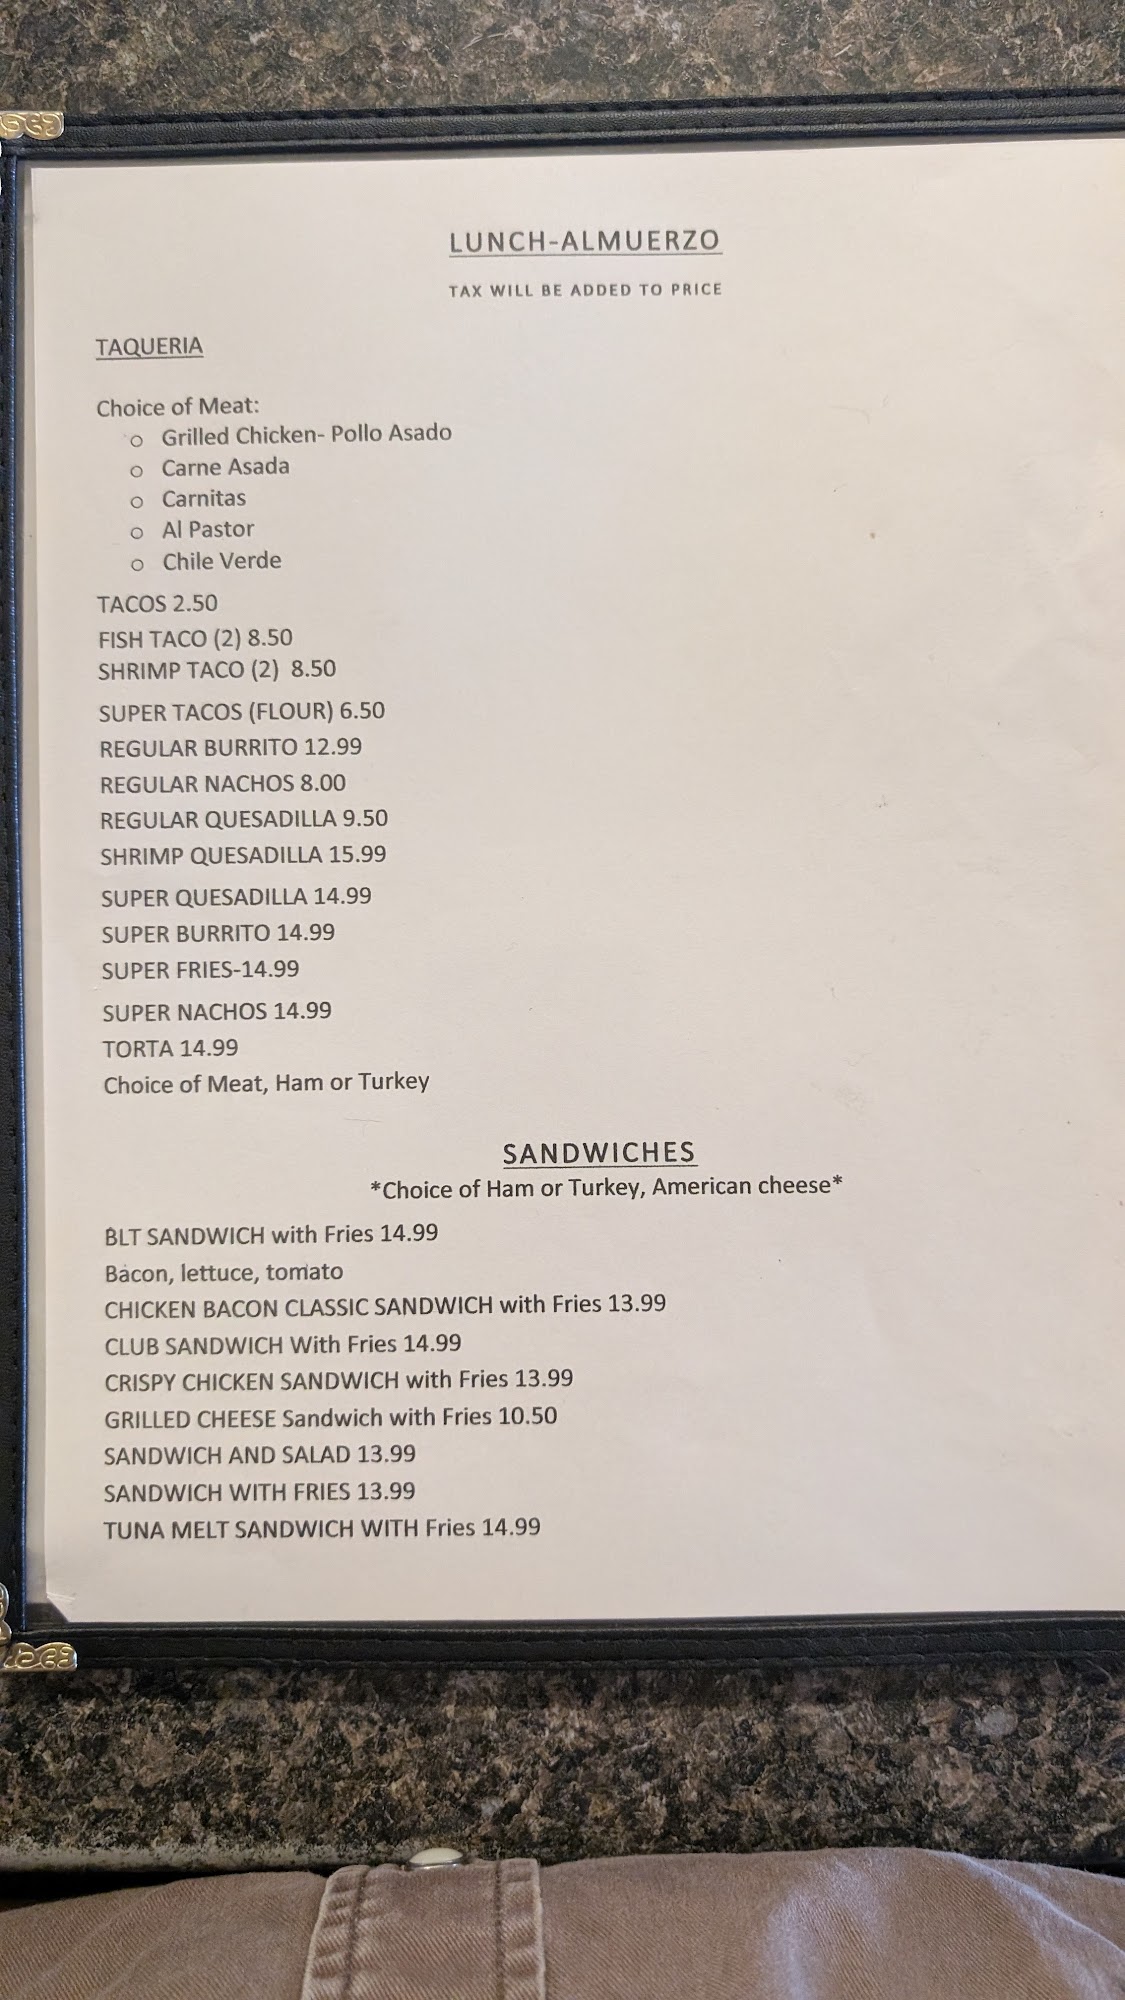 LUNCH-ALMUERZO
TAX WILL BE ADDED TO PRICE
TAQUERIA
Choice of Meat:
o Grilled Chicken- Pollo Asado
o Carne Asada
o Carnitas
o Al Pastor
o Chile Verde
TACOS 2.50
FISH TACO (2) 8.50
SHRIMP TACO (2) 8.50
SUPER TACOS (FLOUR) 6.50
REGULAR BURRITO 12.99
REGULAR NACHOS 8.00
REGULAR QUESADILLA 9.50
SHRIMP QUESADILLA 15.99
SUPER QUESADILLA 14.99
SUPER BURRITO 14.99
SUPER FRIES-14.99
SUPER NACHOS 14.99
TORTA 14.99
Choice of Meat, Ham or Turkey
SANDWICHES
*Choice of Ham or Turkey, American cheese*
BLT SANDWICH with Fries 14.99
Bacon, lettuce, tomato
CHICKEN BACON CLASSIC SANDWICH with Fries 13.99
CLUB SANDWICH With Fries 14.99
CRISPY CHICKEN SANDWICH with Fries 13.99
GRILLED CHEESE Sandwich with Fries 10.50
SANDWICH AND SALAD 13.99
SANDWICH WITH FRIES 13.99
TUNA MELT SANDWICH WITH Fries 14.99